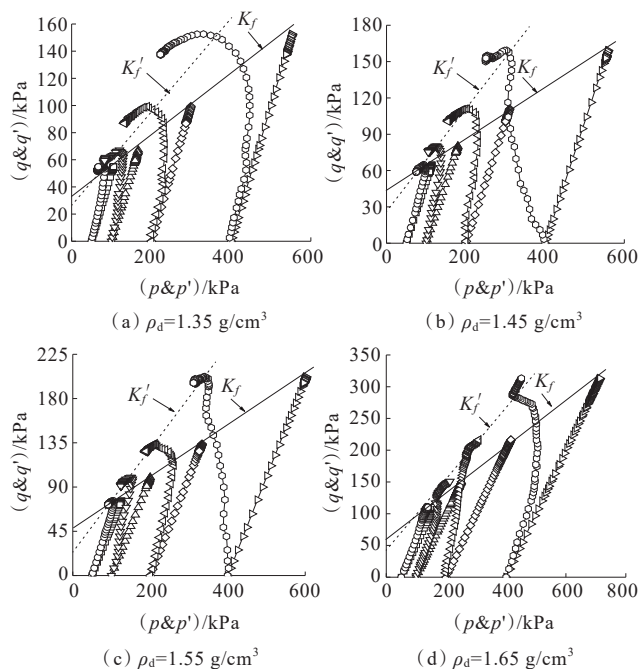 160
140
120
100
80
60
40
20
0
(q&q')/kPa
K_f'
K_f
0 200 400 600
(p&p')/kPa
(a) ρ_d=1.35 g/cm³
180
150
120
90
60
30
0
(q&q')/kPa
K_f'
K_f
0 200 400 600
(p&p')/kPa
(b) ρ_d=1.45 g/cm³
225
180
135
90
45
0
(q&q')/kPa
K_f'
K_f
0 200 400 600
(p&p')/kPa
(c) ρ_d=1.55 g/cm³
350
300
250
200
150
100
50
0
(q&q')/kPa
K_f'
K_f
0 200 400 600 800
(p&p')/kPa
(d) ρ_d=1.65 g/cm³